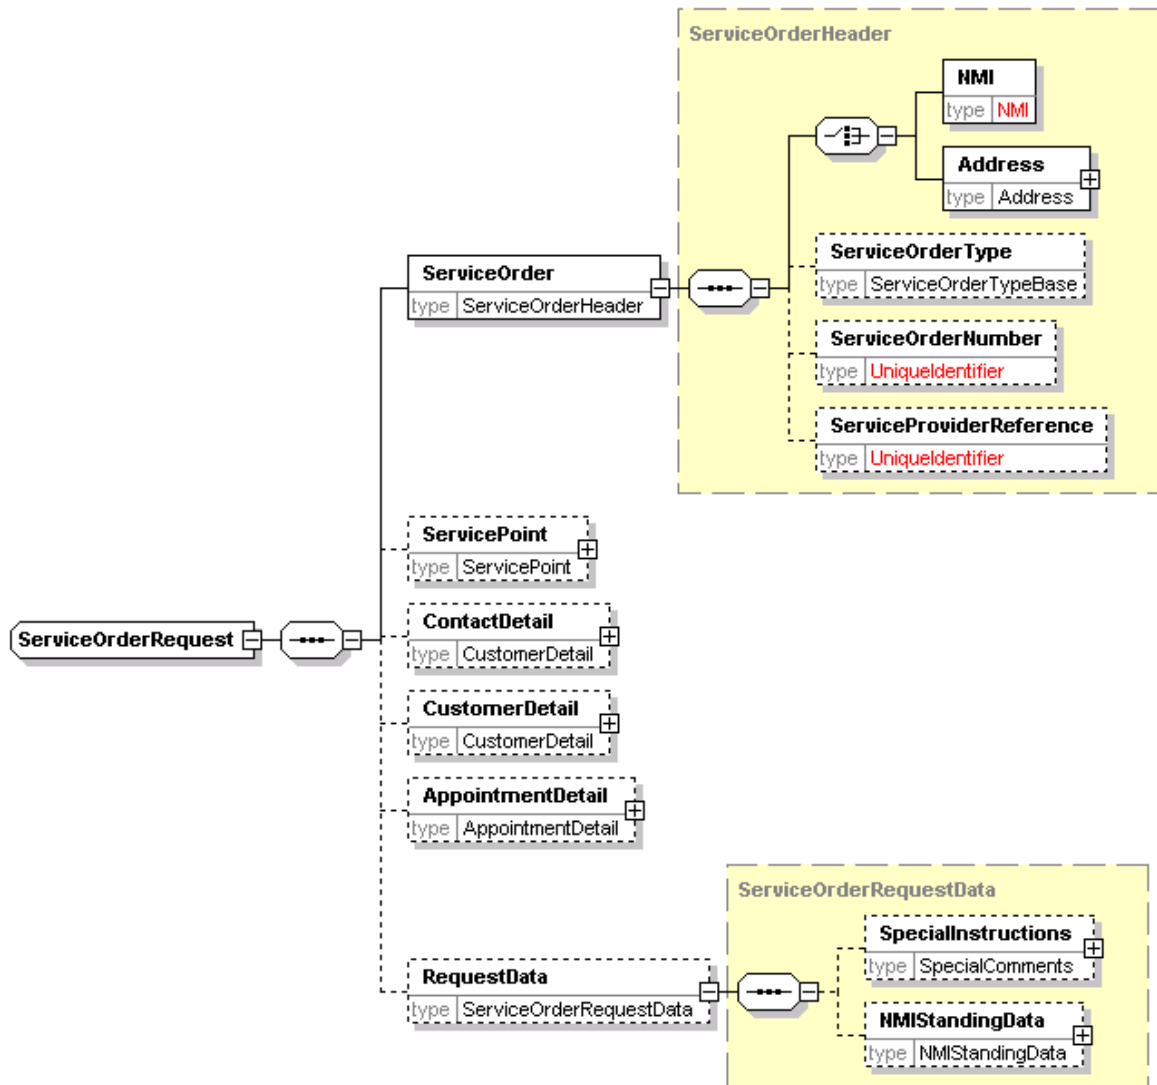 ServiceOrderHeader
NMI
type NMI
Address
type Address
ServiceOrder
type ServiceOrderHeader
ServiceOrderType
type ServiceOrderTypeBase
ServiceOrderNumber
type UniqueIdentifier
ServiceProviderReference
type UniqueIdentifier
ServicePoint
type ServicePoint
ServiceOrderRequest
ContactDetail
type CustomerDetail
CustomerDetail
type CustomerDetail
AppointmentDetail
type AppointmentDetail
ServiceOrderRequestData
SpecialInstructions
type SpecialComments
RequestData
type ServiceOrderRequestData
NMIStandingData
type NMIStandingData